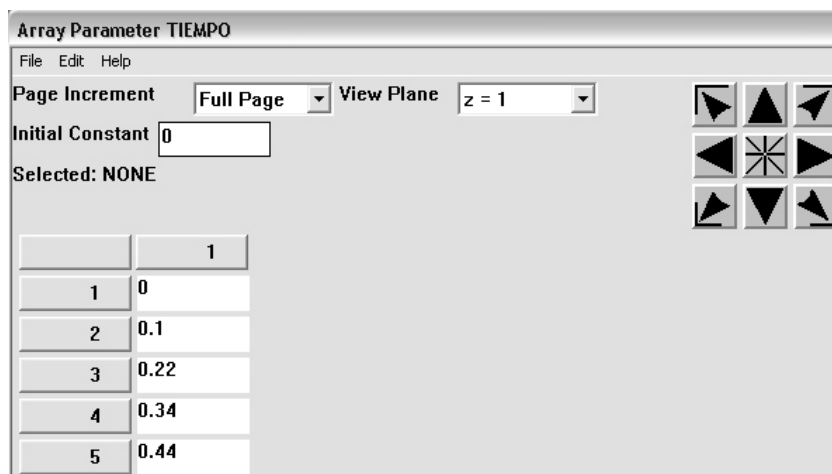 Array Parameter TIEMPO
File Edit Help
Page Increment Full Page View Plane z = 1
Initial Constant 0
Selected: NONE
1
1 0
2 0.1
3 0.22
4 0.34
5 0.44